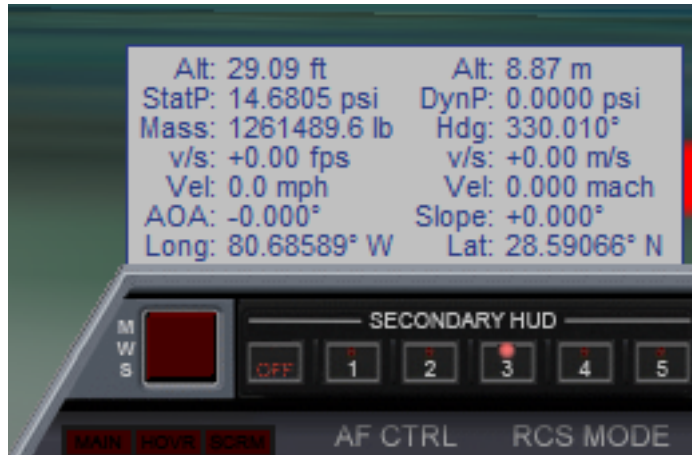 Alt: 29.09 ft Alt: 8.87 m
StatP: 14.6805 psi DynP: 0.0000 psi
Mass: 1261489.6 lb Hdg: 330.010°
v/s: +0.00 fps v/s: +0.00 m/s
Vel: 0.0 mph Vel: 0.000 mach
AOA: -0.000° Slope: +0.000°
Long: 80.68589° W Lat: 28.59066° N
MWS
SECONDARY HUD
OFF 1 2 3 4 5
MAIN HOVR SCRM AF CTRL RCS MODE